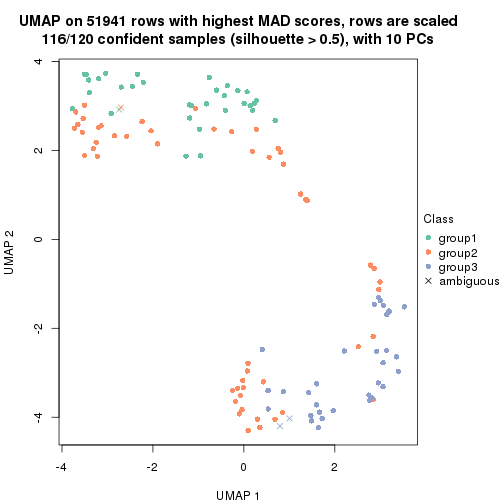 UMAP on 51941 rows with highest MAD scores, rows are scaled
116/120 confident samples (silhouette > 0.5), with 10 PCs
4
2
0
-2
-4
UMAP 2
-4
-2
0
2
UMAP 1
Class
group1
group2
group3
ambiguous